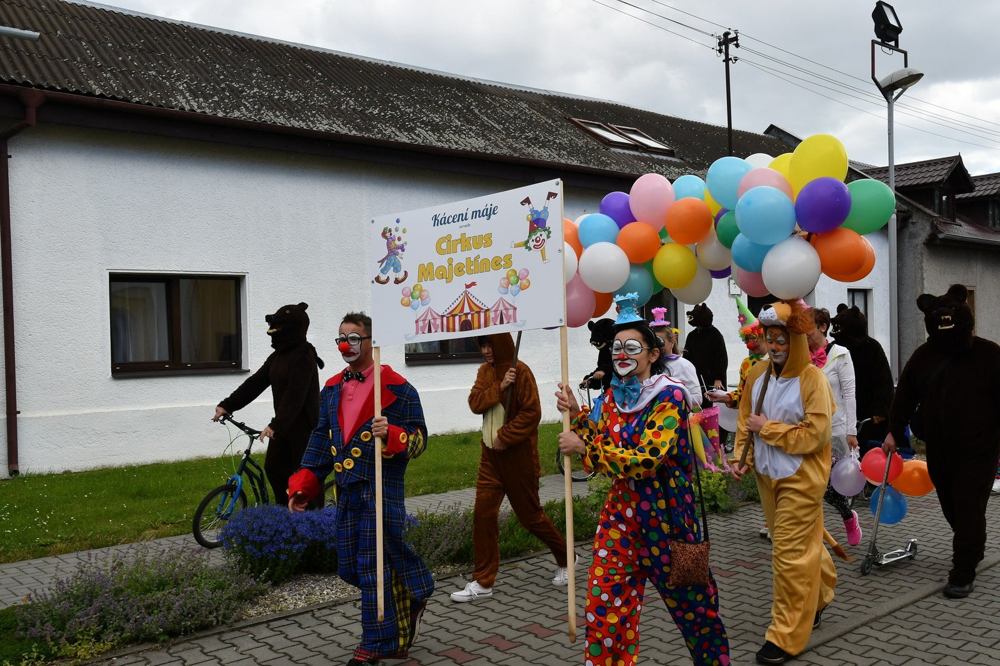 Kácení máje
aneb
Cirkus
Majetínes